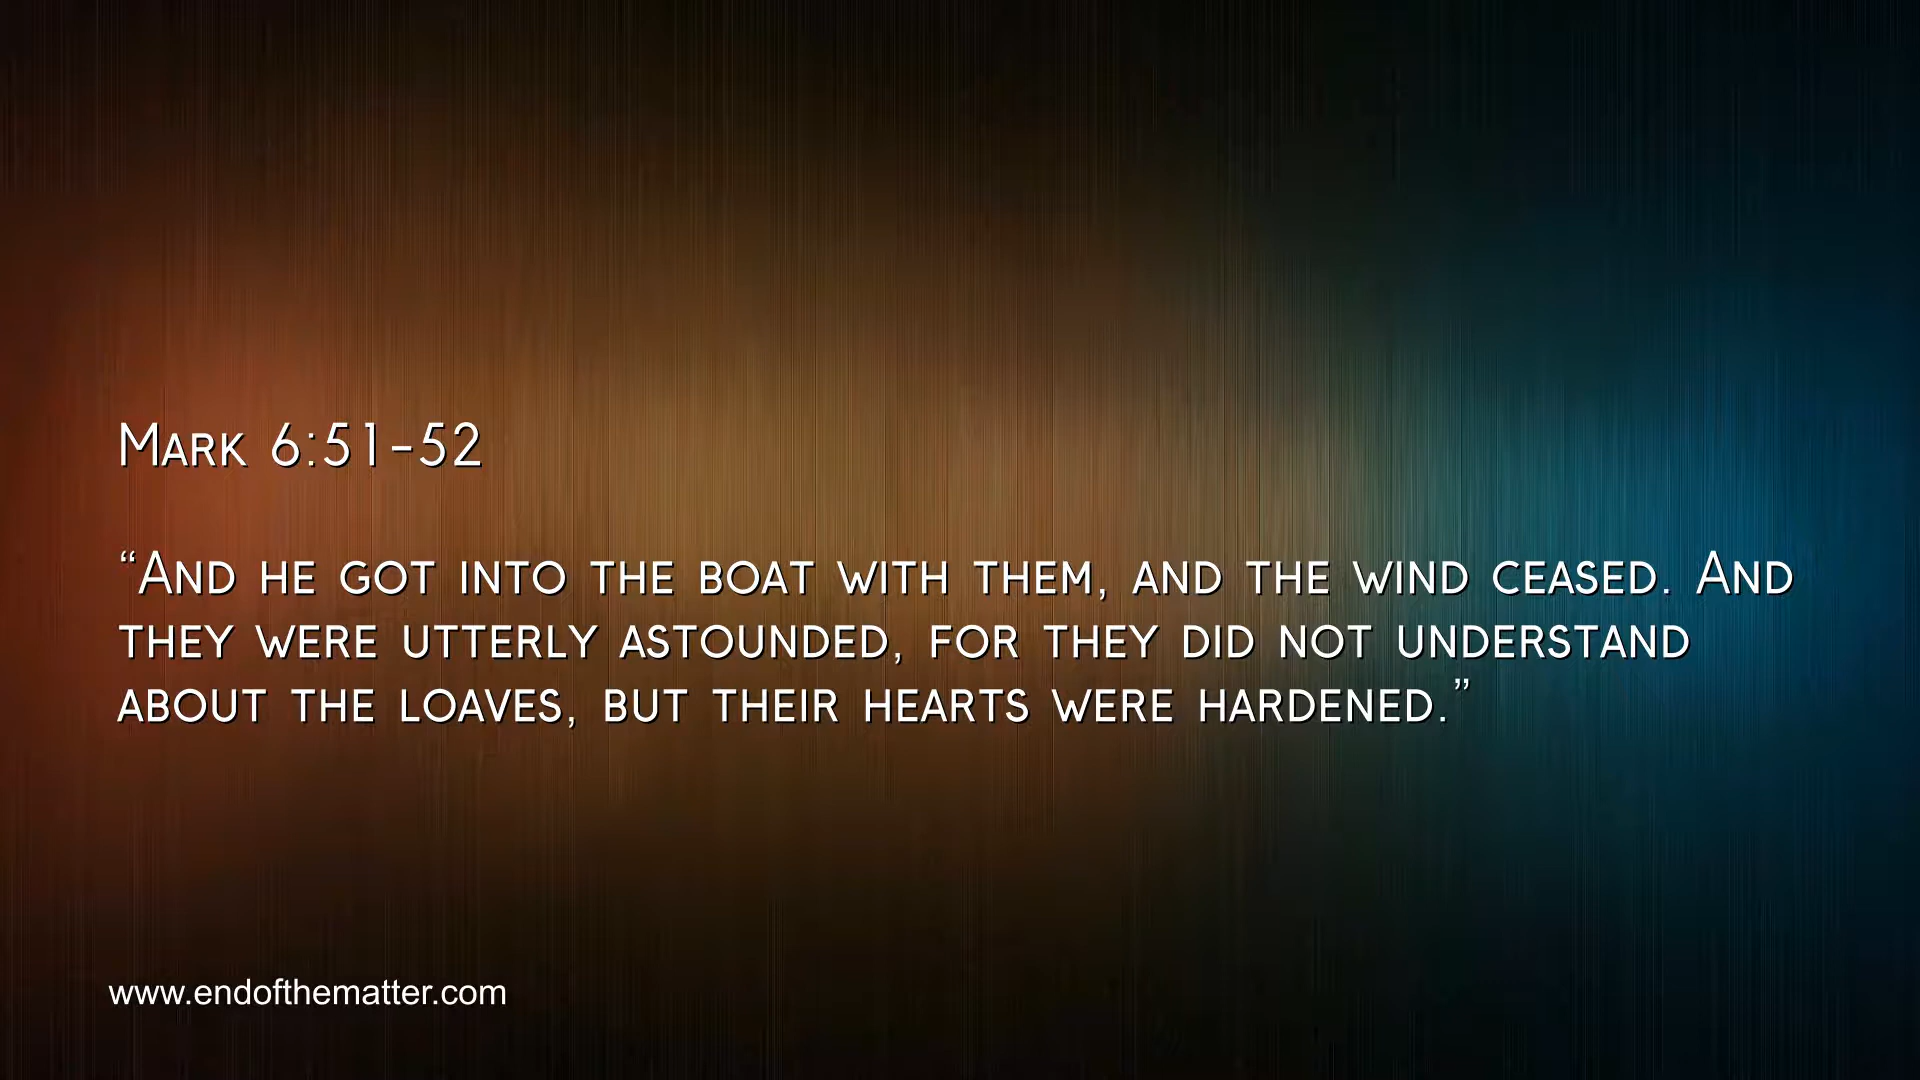 Mark 6:51-52
“And he got into the boat with them, and the wind ceased. And
they were utterly astounded, for they did not understand
about the loaves, but their hearts were hardened.”
www.endofthematter.com